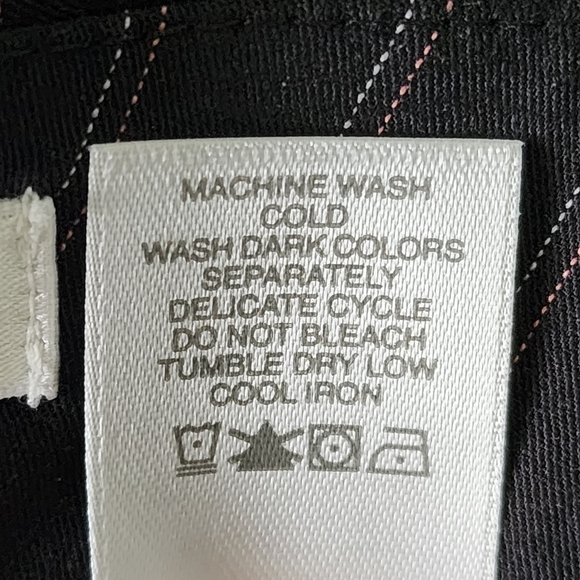 MACHINE WASH
COLD
WASH DARK COLORS
SEPARATELY
DELICATE CYCLE
DO NOT BLEACH
TUMBLE DRY LOW
COOL IRON